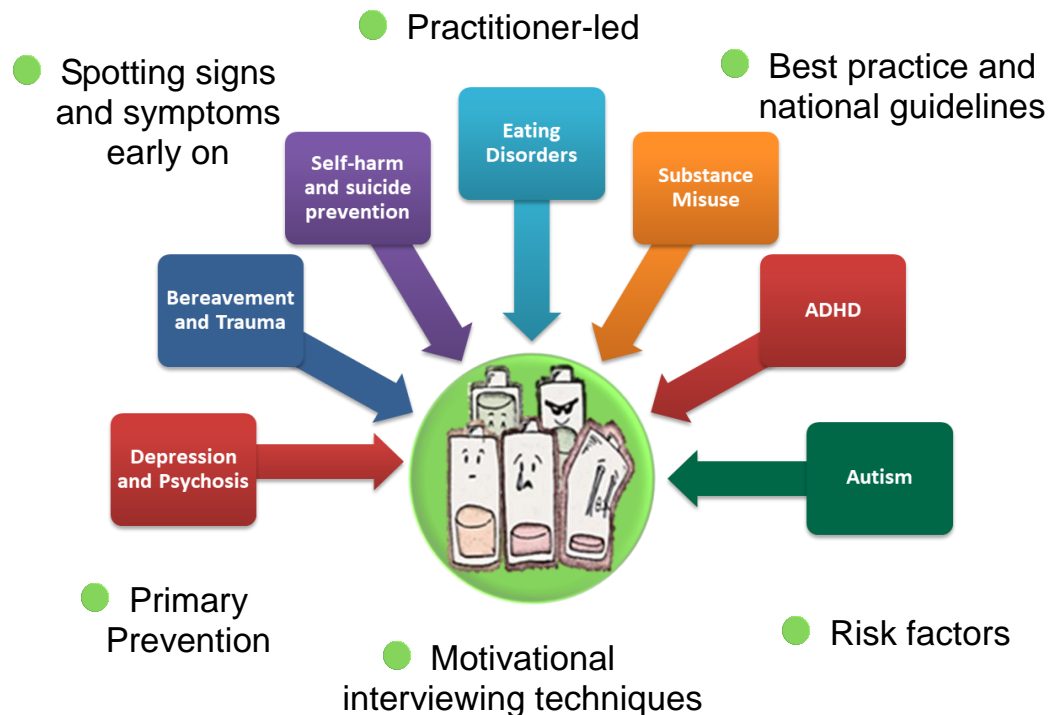 Practitioner-led
Spotting signs
and symptoms
early on
Best practice and
national guidelines
Eating
Disorders
Self-harm
and suicide
prevention
Substance
Misuse
Bereavement
and Trauma
ADHD
Depression
and Psychosis
Autism
Primary
Prevention
Risk factors
Motivational
interviewing techniques